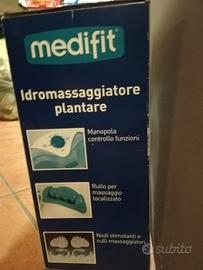 medifit
Idromassaggiatore
plantare
Manopola
controllo funzioni
Rullo per
massaggio
localizzato
Nodi stimolanti e
rulli massaggiatori
subito